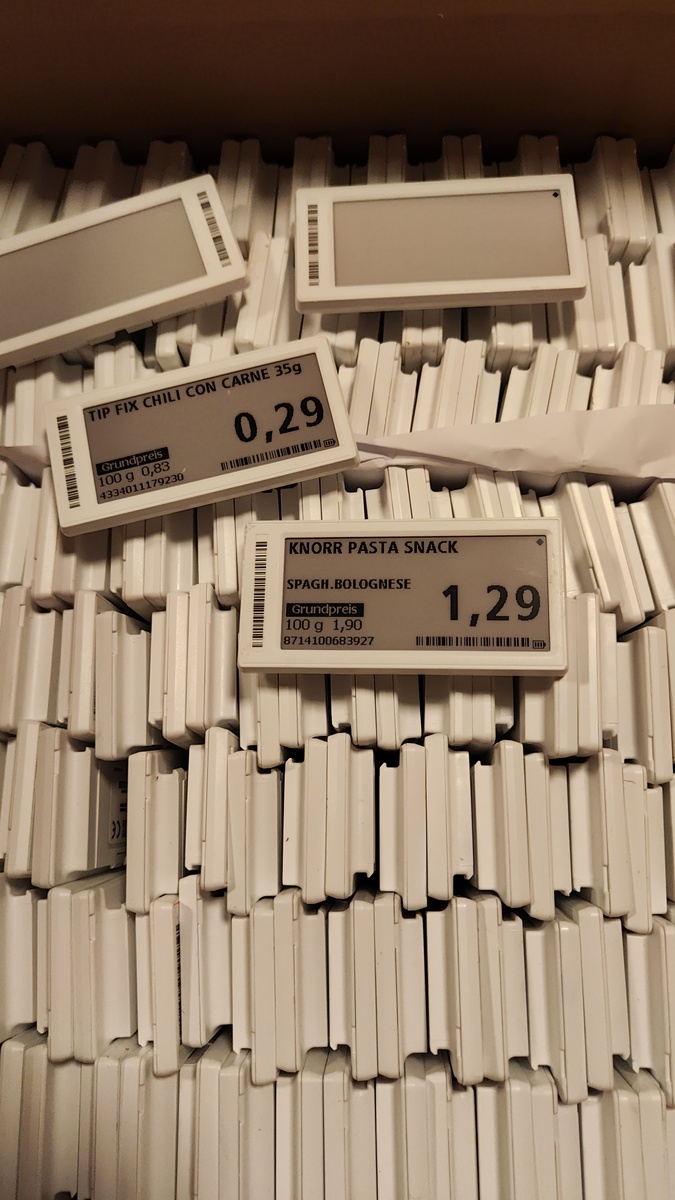 TIP FIX CHILI CON CARNE 35g
0,29
Grundpreis
100 g 0,83
4334011179230
KNORR PASTA SNACK
SPAGH.BOLOGNESE
1,29
Grundpreis
100 g 1,90
8714100683927